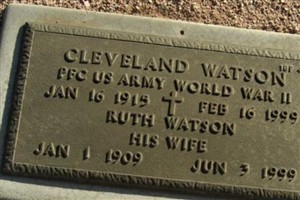 CLEVELAND WATSON
PFC US ARMY WORLD WAR II
JAN 16 1915 ✝ FEB 16 1999
RUTH WATSON
HIS WIFE
JAN 1 1909 JUN 3 1999